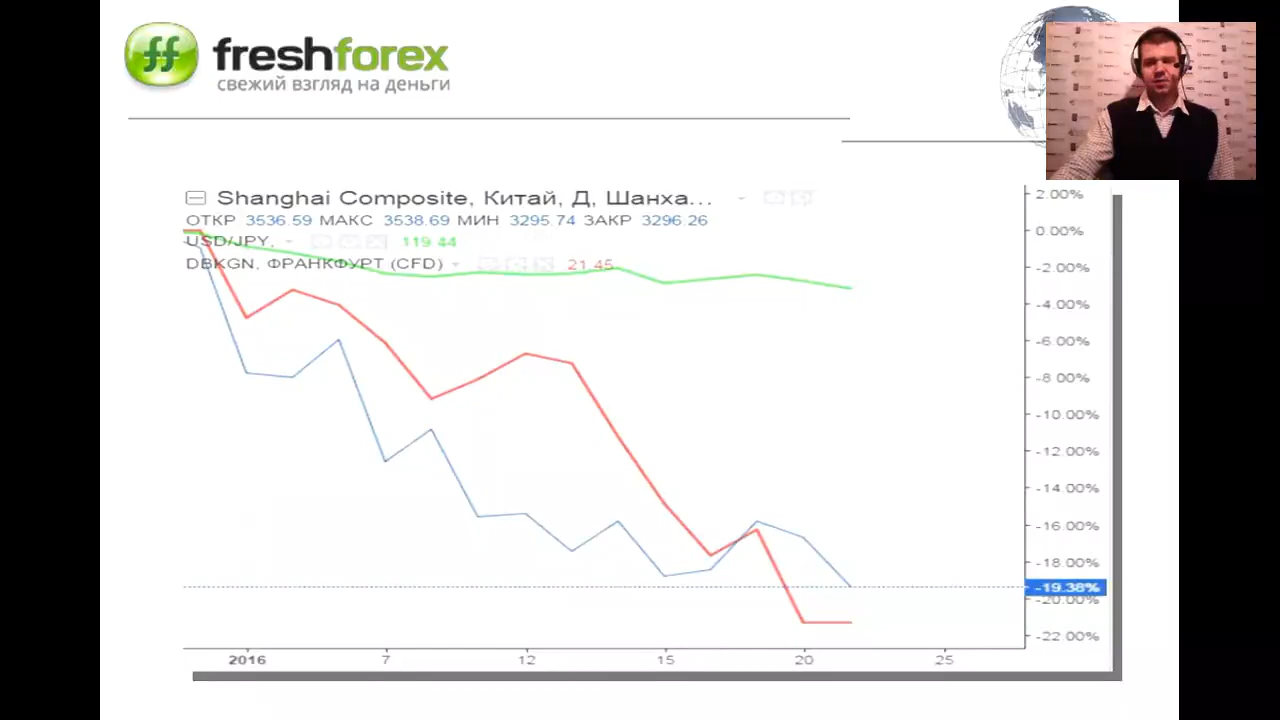 ff freshforex
свежий взгляд на деньги
Shanghai Composite, Китай, Д, Шанха...
ОТКР 3536.59 МАКС 3538.69 МИН 3295.74 ЗАКР 3296.26
USD/JPY, 119.44
DBKGN, ФРАНКФУРТ (CFD) 21.45
2.00%
0.00%
-2.00%
-4.00%
-6.00%
-8.00%
-10.00%
-12.00%
-14.00%
-16.00%
-18.00%
-19.38%
-20.00%
-22.00%
2016 7 12 15 20 25